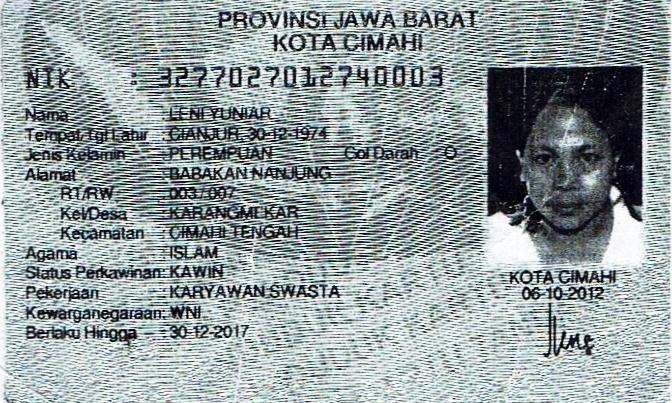 PROVINSI JAWA BARAT
KOTA CIMAHI
NIK : 3277027012740003
Nama : LENI YUNIAR
Tempat/Tgl Lahir : CIANJUR, 30-12-1974
Jenis Kelamin : PEREMPUAN Gol Darah : O
Alamat : BABAKAN NANJUNG
RT/RW : 003 / 007
Kel/Desa : KARANGMEKAR
Kecamatan : CIMAHI TENGAH
Agama : ISLAM
Status Perkawinan: KAWIN
Pekerjaan : KARYAWAN SWASTA
Kewarganegaraan: WNI
Berlaku Hingga : 30-12-2017
KOTA CIMAHI
06-10-2012